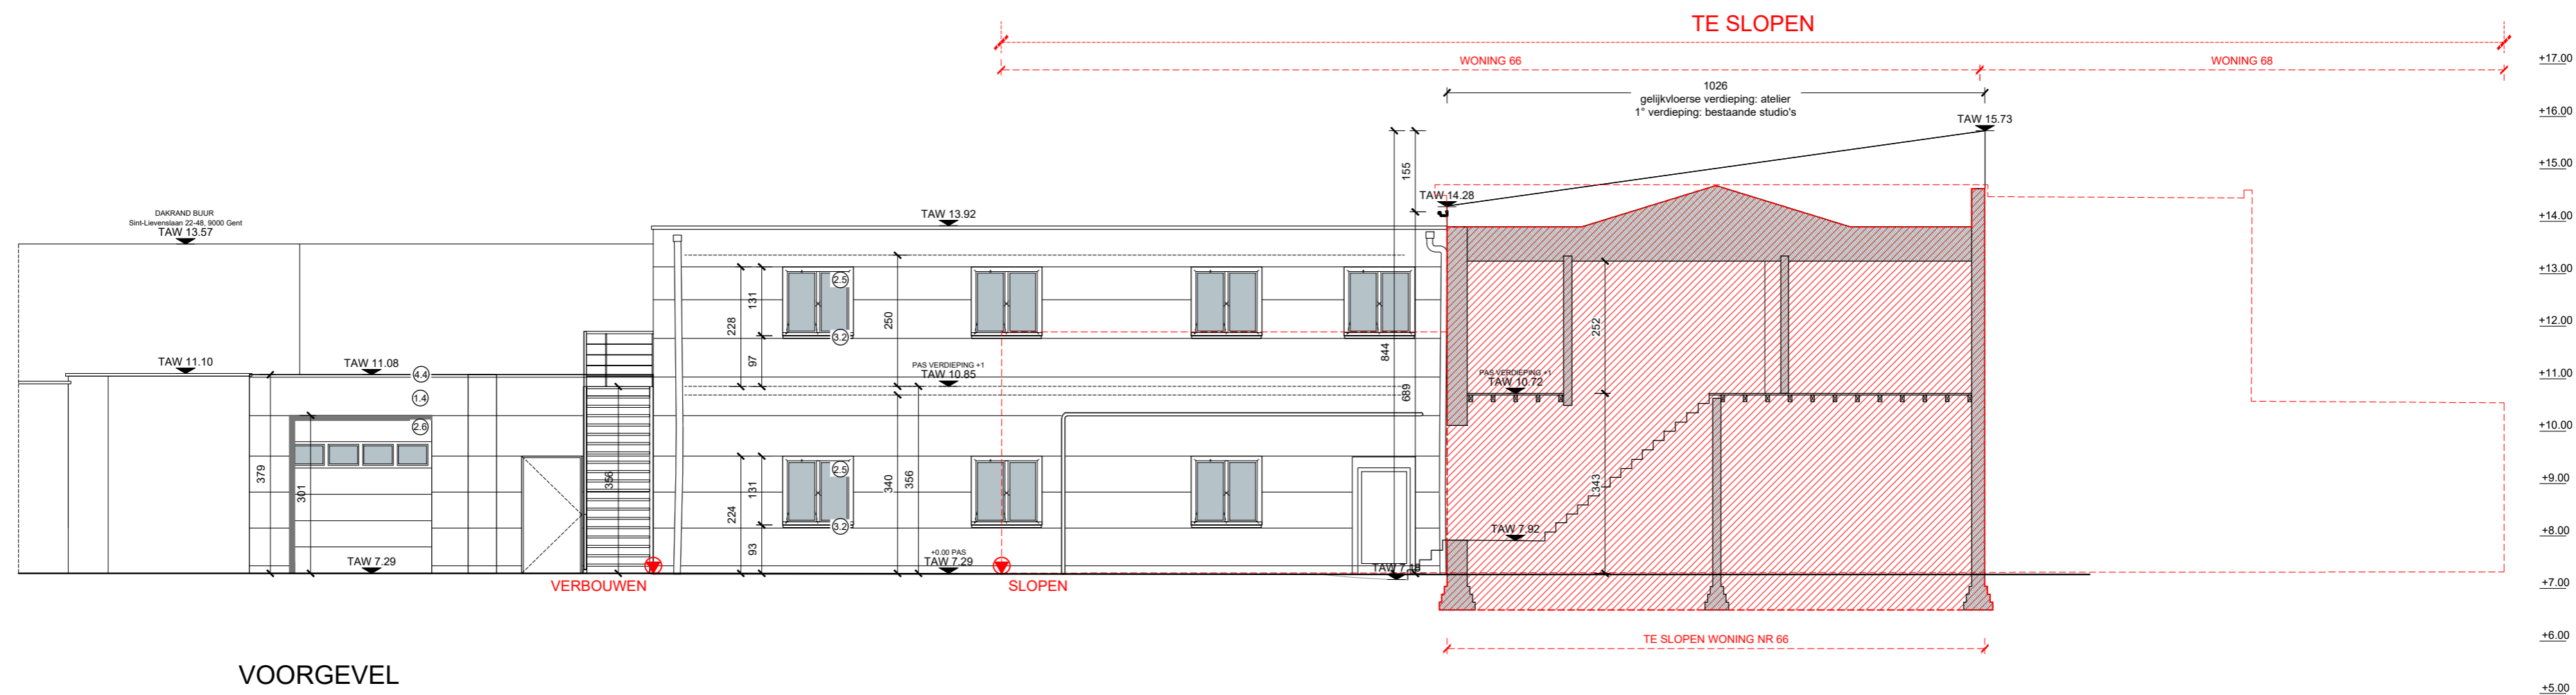 TE SLOPEN
WONING 66
WONING 68
1026
gelijkvloerse verdieping: atelier
1° verdieping: bestaande studio's
TAW 15.73
155
TAW 14.28
DAKRAND BUUR
Sint-Lievenslaan 22-48, 9000 Gent
TAW 13.57
TAW 13.92
2.5
131
228
250
252
3.2
844
97
TAW 11.10
TAW 11.08
4.4
PAS VERDIEPING +1
TAW 10.85
PAS VERDIEPING +1
TAW 10.72
689
1.4
2.6
379
301
356
2.5
131
224
340
356
343
3.2
93
TAW 7.92
+0.00 PAS
TAW 7.29
TAW 7.29
TAW 7.18
VERBOUWEN
SLOPEN
TE SLOPEN WONING NR 66
VOORGEVEL
+17.00
+16.00
+15.00
+14.00
+13.00
+12.00
+11.00
+10.00
+9.00
+8.00
+7.00
+6.00
+5.00